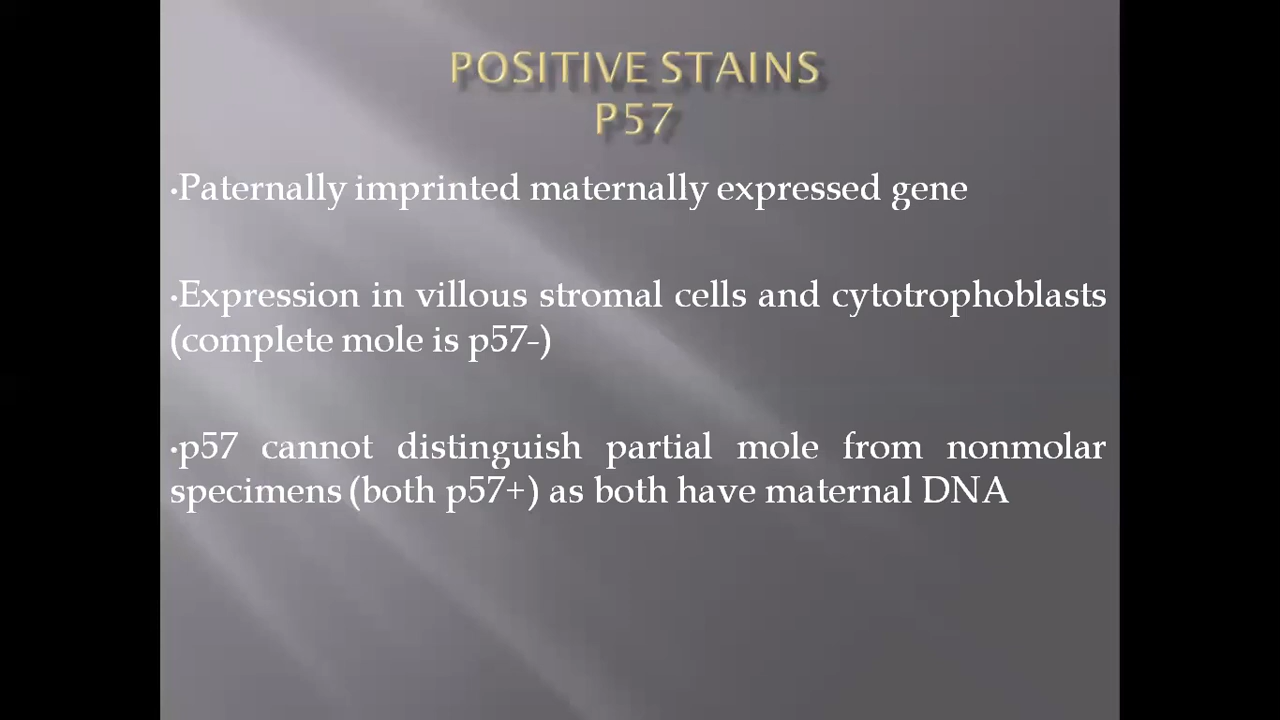 POSITIVE STAINS
P57
•Paternally imprinted maternally expressed gene
•Expression in villous stromal cells and cytotrophoblasts
(complete mole is p57-)
•p57 cannot distinguish partial mole from nonmolar
specimens (both p57+) as both have maternal DNA